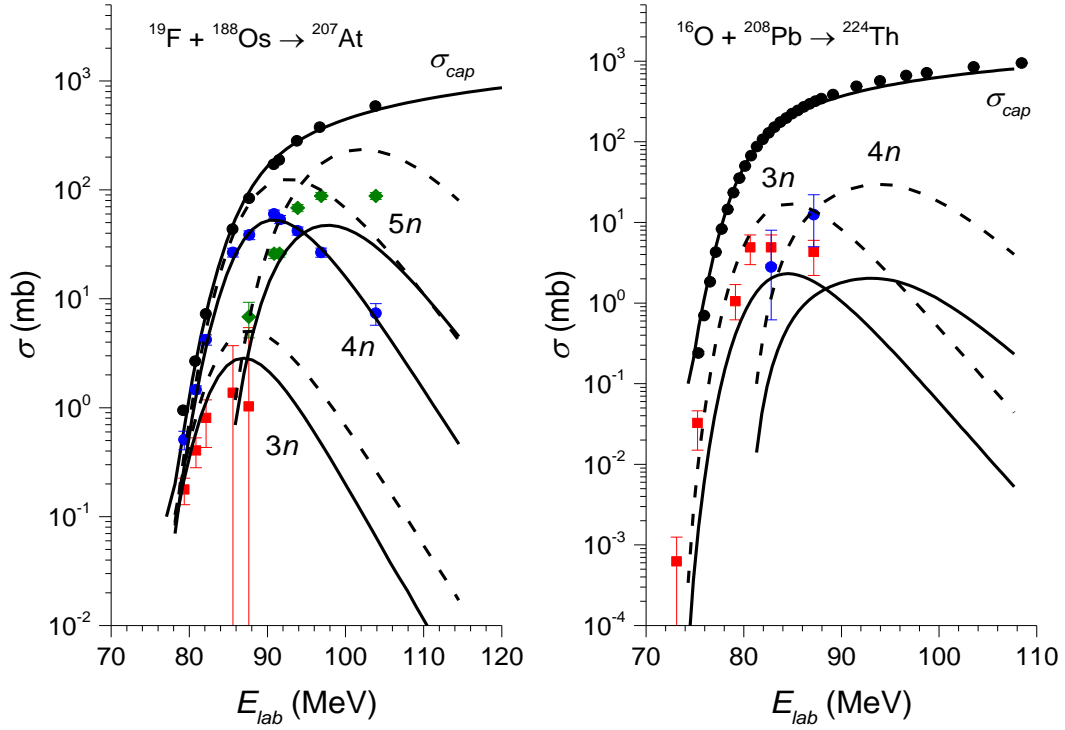 ¹⁹F + ¹⁸⁸Os → ²⁰⁷At
σcap
5n
4n
3n
10³
10²
10¹
10⁰
10⁻¹
10⁻²
σ (mb)
70 80 90 100 110 120
Elab (MeV)
¹⁶O + ²⁰⁸Pb → ²²⁴Th
σcap
4n
3n
10³
10²
10¹
10⁰
10⁻¹
10⁻²
10⁻³
10⁻⁴
σ (mb)
70 80 90 100 110
Elab (MeV)